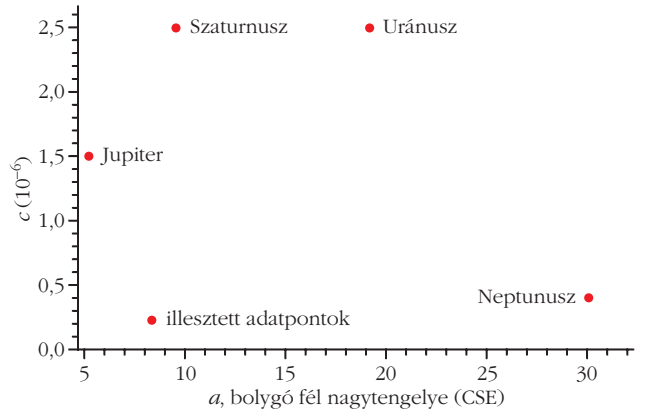 2,5
Szaturnusz
Uránusz
2,0
1,5
Jupiter
c (10⁻⁶)
1,0
0,5
Neptunusz
illesztett adatpontok
0,0
5 10 15 20 25 30
a, bolygó fél nagytengelye (CSE)